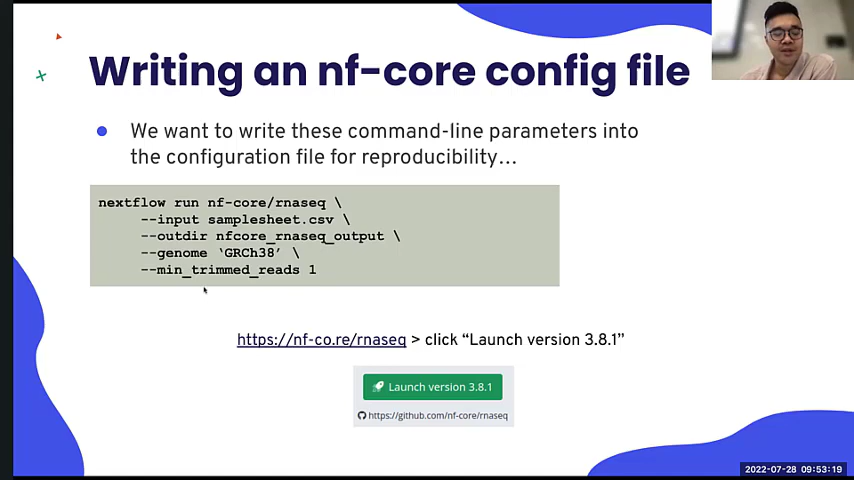 Writing an nf-core config file
We want to write these command-line parameters into
the configuration file for reproducibility…
nextflow run nf-core/rnaseq \
--input samplesheet.csv \
--outdir nfcore_rnaseq_output \
--genome ‘GRCh38’ \
--min_trimmed_reads 1
https://nf-co.re/rnaseq > click “Launch version 3.8.1”
Launch version 3.8.1
https://github.com/nf-core/rnaseq
2022-07-28 09:53:19